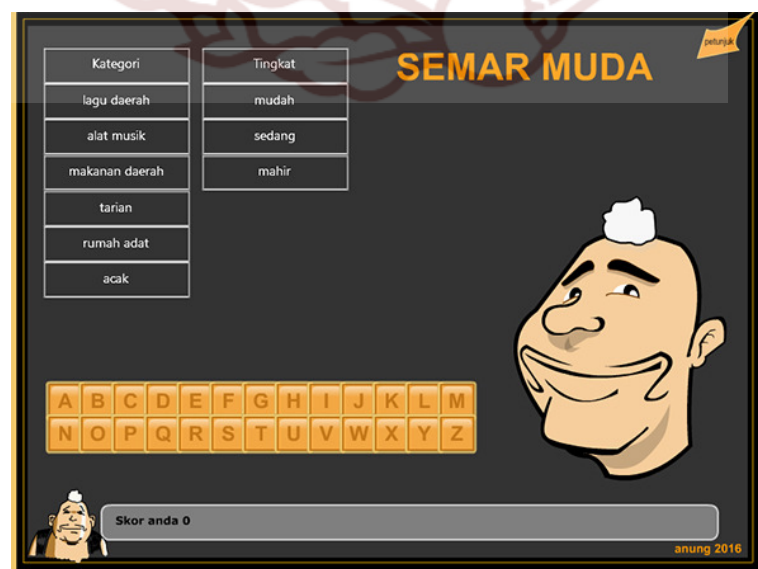 petunjuk
SEMAR MUDA
Kategori
lagu daerah
alat musik
makanan daerah
tarian
rumah adat
acak
Tingkat
mudah
sedang
mahir
A B C D E F G H I J K L M
N O P Q R S T U V W X Y Z
Skor anda 0
anung 2016